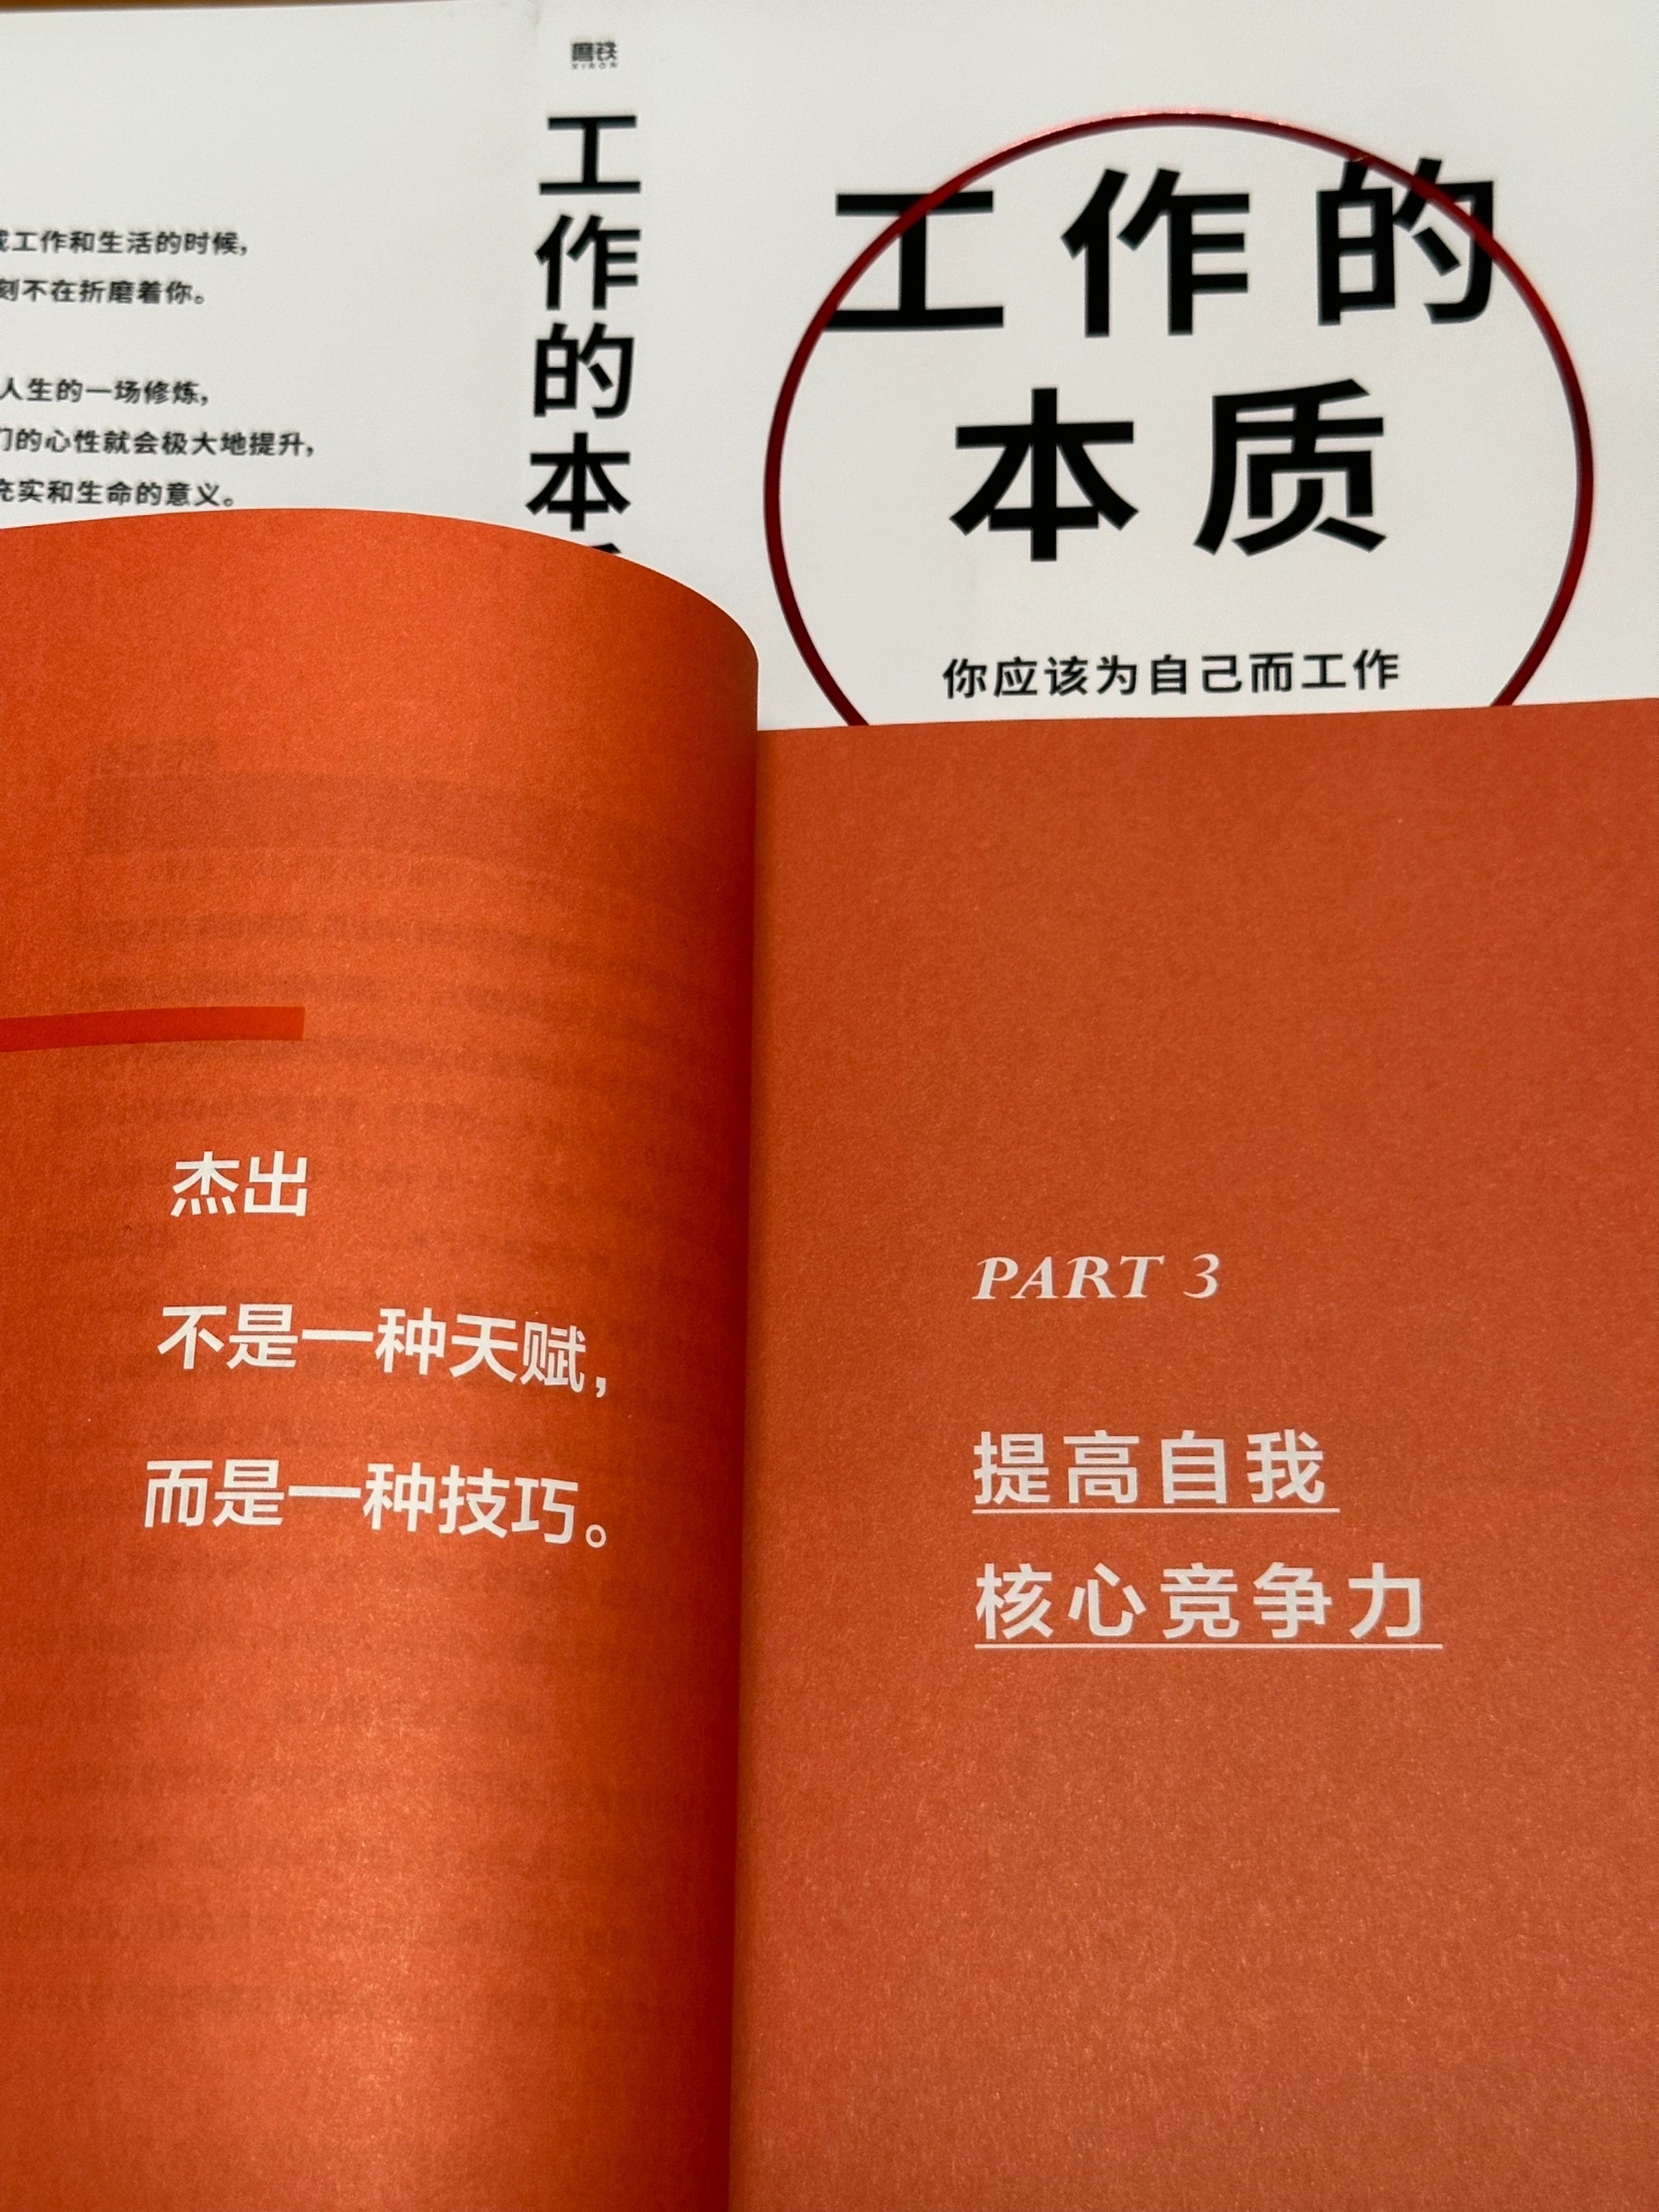 磨铁
XIRON
工作的本
工作的
本质
你应该为自己而工作
工作和生活的时候,
刻不在折磨着你。
人生的一场修炼,
们的心性就会极大地提升,
充实和生命的意义。
杰出
不是一种天赋,
而是一种技巧。
PART 3
提高自我
核心竞争力